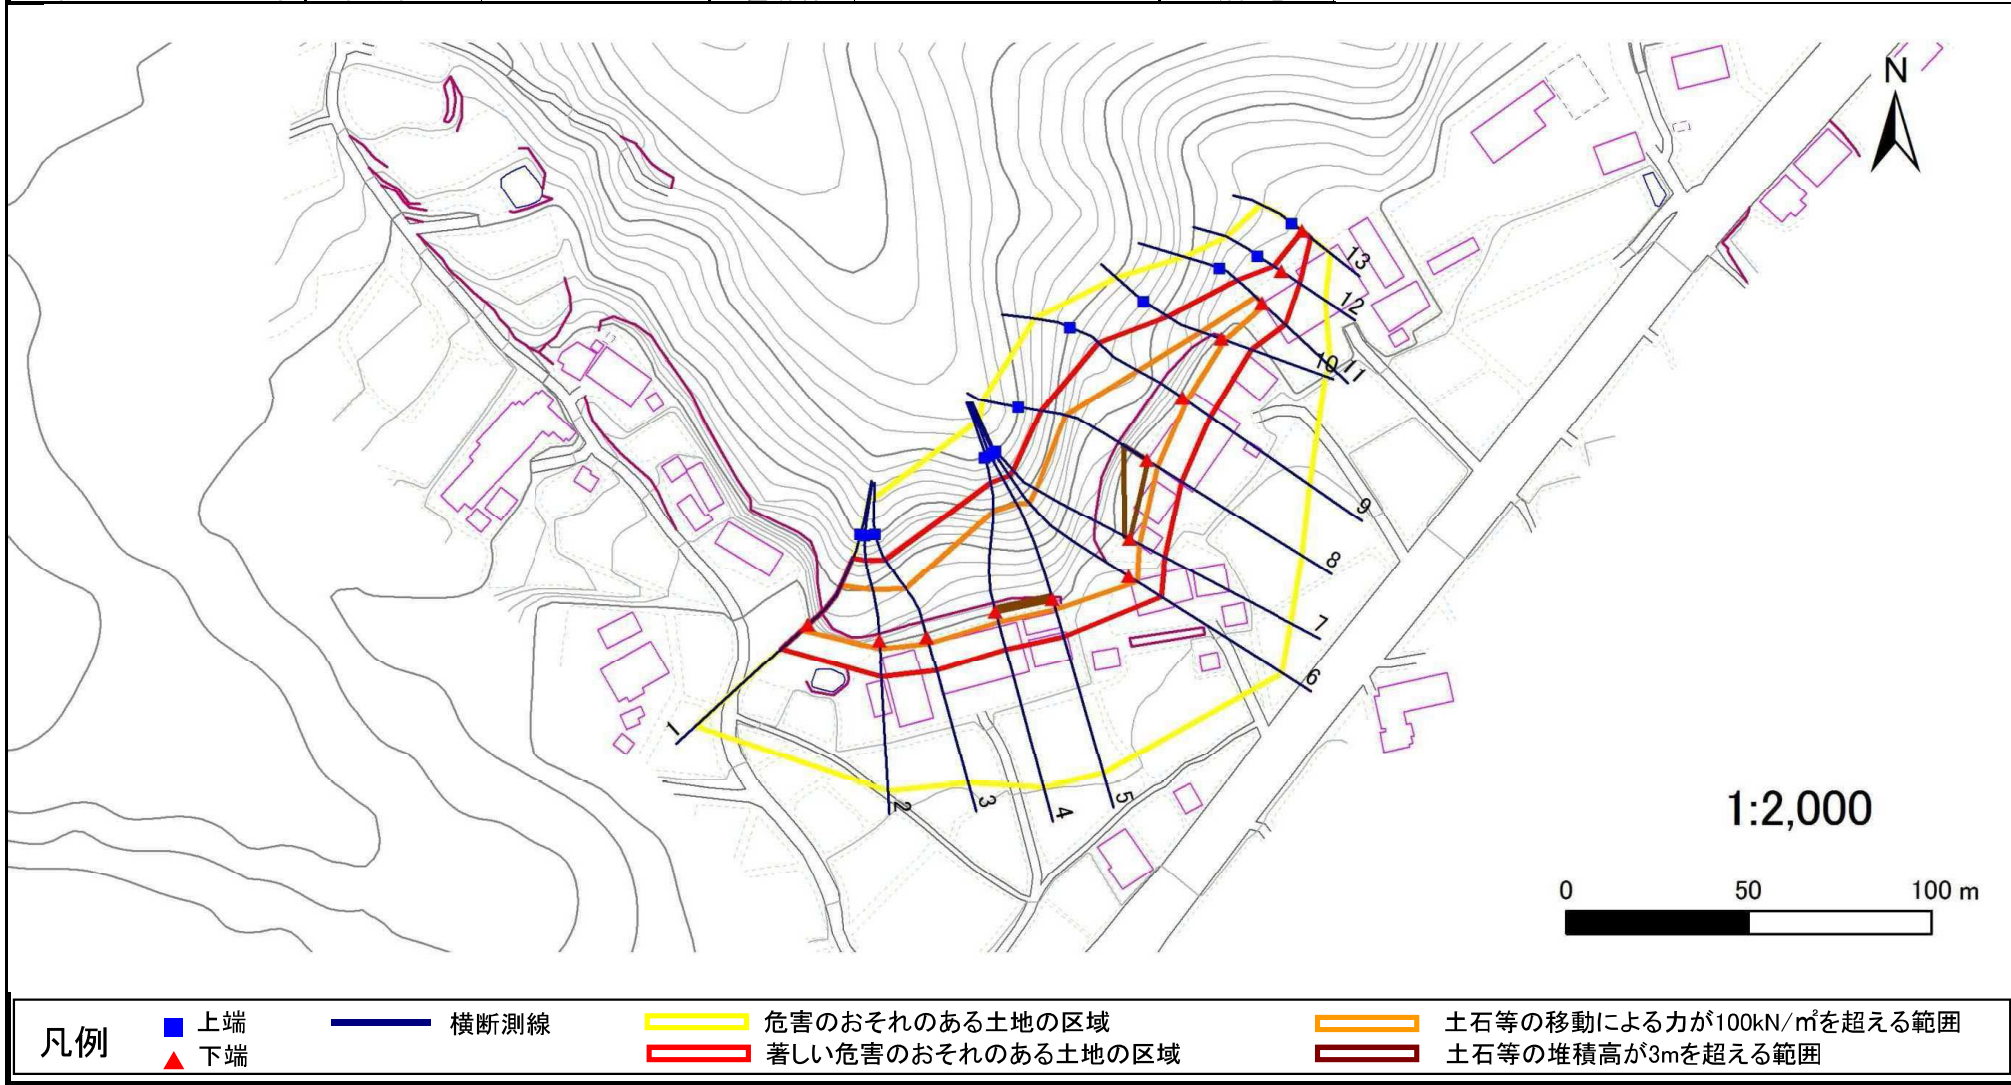 N
13
12
10
11
9
8
7
6
1
2
3
4
5
1:2,000
0 50 100 m
凡例
上端
横断測線
危害のおそれのある土地の区域
土石等の移動による力が100kN/㎡を超える範囲
下端
著しい危害のおそれのある土地の区域
土石等の堆積高が3mを超える範囲